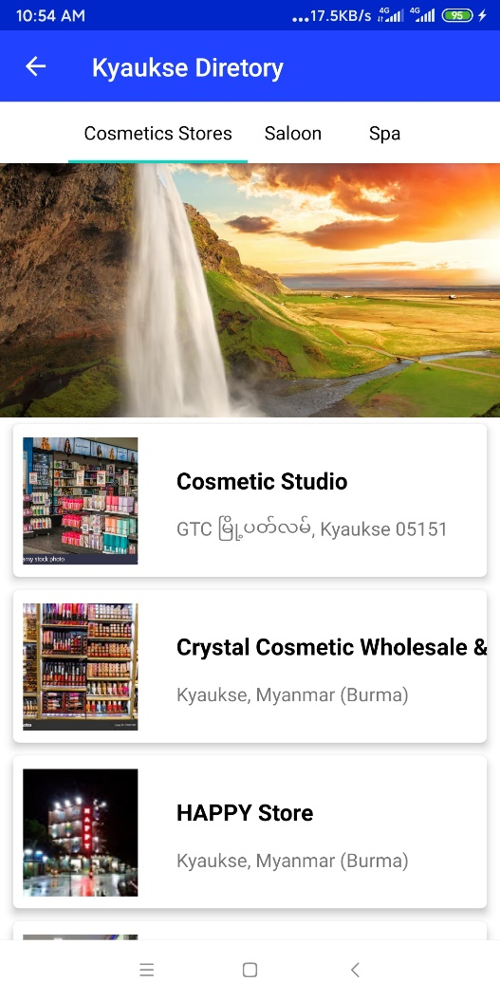 10:54 AM
...17.5KB/s 4G 4G 95
Kyaukse Diretory
Cosmetics Stores Saloon Spa
Cosmetic Studio
GTC မြို့ပတ်လမ်, Kyaukse 05151
amy stock photo
Crystal Cosmetic Wholesale &
Kyaukse, Myanmar (Burma)
HAPPY Store
Kyaukse, Myanmar (Burma)
HAPPY